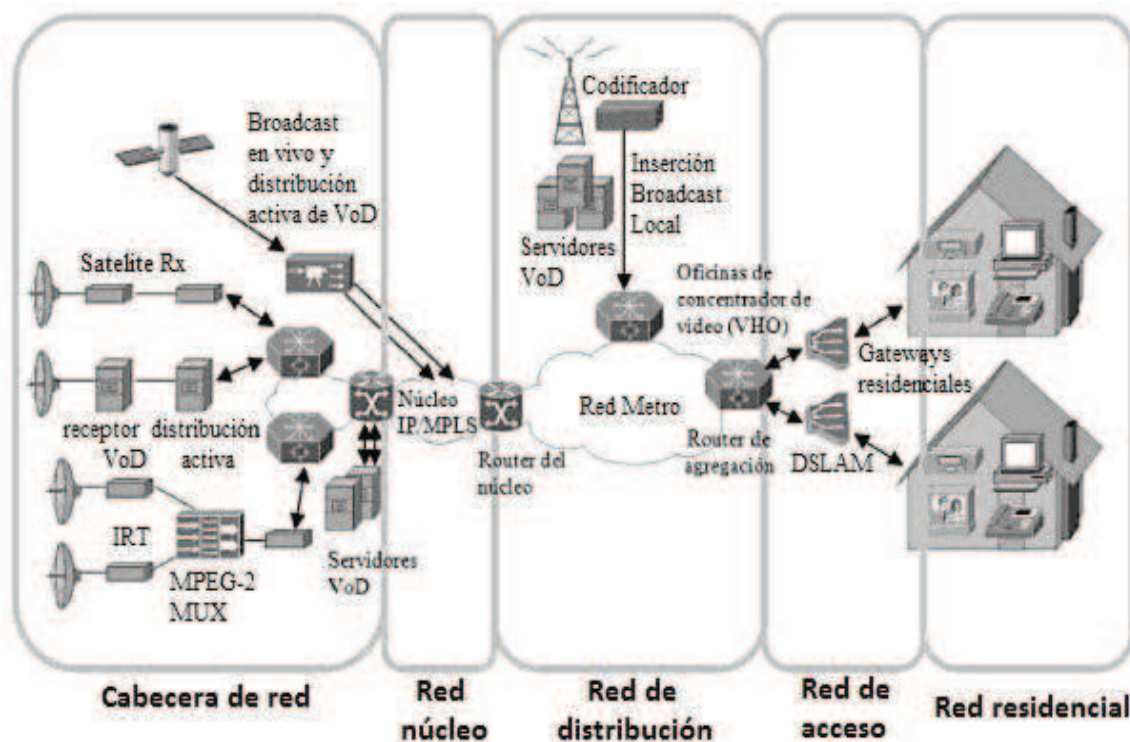 Broadcast
en vivo y
distribución
activa de VoD
Satelite Rx
receptor
VoD
distribución
activa
IRT
MPEG-2
MUX
Servidores
VoD
Núcleo
IP/MPLS
Router del
núcleo
Codificador
Inserción
Broadcast
Local
Servidores
VoD
Oficinas de
concentrador de
video (VHO)
Red Metro
Router de
agregación
Gateways
residenciales
DSLAM
Cabecera de red
Red
núcleo
Red de
distribución
Red de
acceso
Red residencial